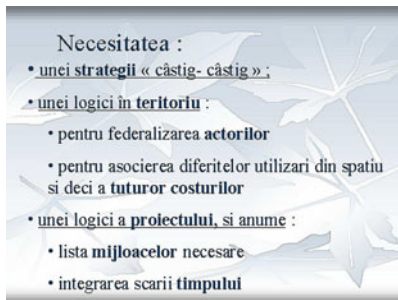 Necesitatea :
• unei strategii « câstig- câstig » ;
• unei logici în teritoriu :
• pentru federalizarea actorilor
• pentru asocierea diferitelor utilizari din spatiu
si deci a tuturor costurilor
• unei logici a proiectului, si anume :
• lista mijloacelor necesare
• integrarea scarii timpului